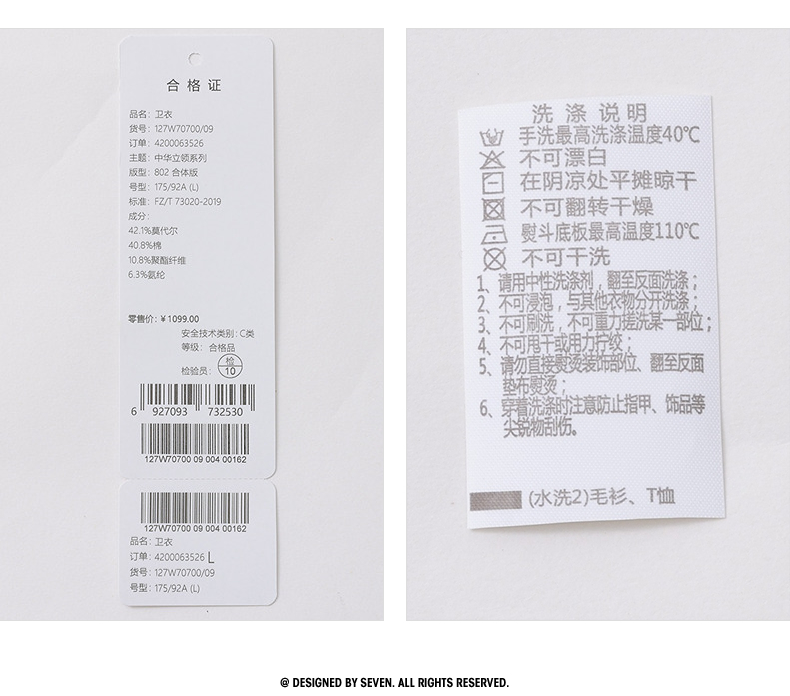 合格证
品名: 卫衣
货号: 127W70700/09
订单: 4200063526
主题: 中华立领系列
版型: 802 合体版
号型: 175/92A (L)
标准: FZ/T 73020-2019
成分:
42.1%莫代尔
40.8%棉
10.8%聚酯纤维
6.3%氨纶
零售价: ¥1099.00
安全技术类别: C类
等级: 合格品
检验员: 检10
6 927093 732530
127W70700 09 004 00162
127W70700 09 004 00162
品名: 卫衣
订单: 4200063526 L
货号: 127W70700/09
号型: 175/92A (L)
洗涤说明
手洗最高洗涤温度40℃
不可漂白
在阴凉处平摊晾干
不可翻转干燥
熨斗底板最高温度110℃
不可干洗
1、请用中性洗涤剂，翻至反面洗涤；
2、不可浸泡，与其他衣物分开洗涤；
3、不可刷洗，不可重力搓洗某一部位；
4、不可甩干或用力拧绞；
5、请勿直接熨烫装饰部位、翻至反面
垫布熨烫；
6、穿着洗涤时注意防止指甲、饰品等
尖锐物刮伤。
(水洗2)毛衫、T恤
@ DESIGNED BY SEVEN. ALL RIGHTS RESERVED.